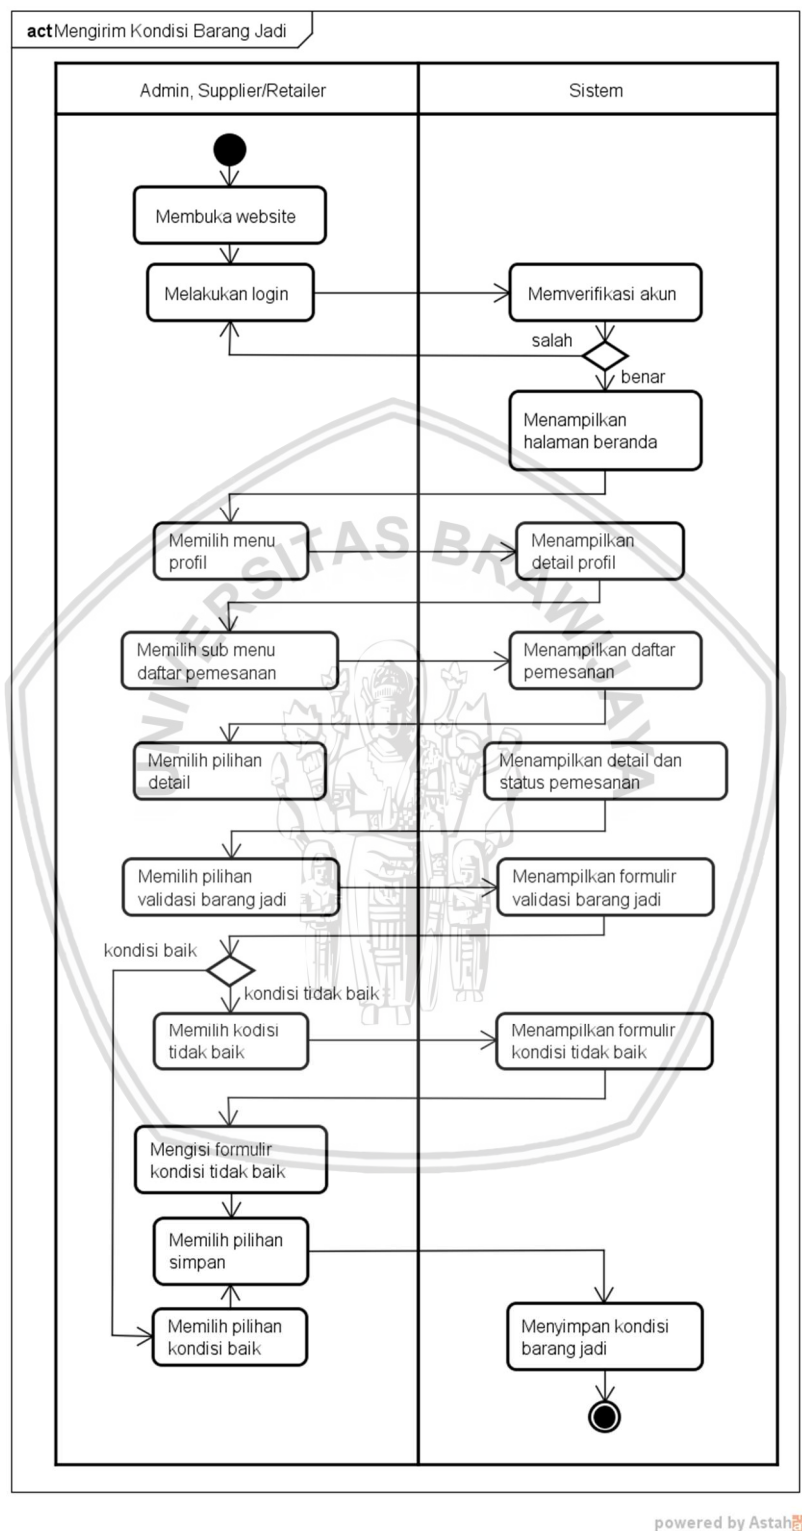 act Mengirim Kondisi Barang Jadi
Admin, Supplier/Retailer
Sistem
Membuka website
Melakukan login
Memverifikasi akun
salah
benar
Menampilkan
halaman beranda
Memilih menu
profil
Menampilkan
detail profil
Memilih sub menu
daftar pemesanan
Menampilkan daftar
pemesanan
Memilih pilihan
detail
Menampilkan detail dan
status pemesanan
Memilih pilihan
validasi barang jadi
Menampilkan formulir
validasi barang jadi
kondisi baik
kondisi tidak baik
Memilih kodisi
tidak baik
Menampilkan formulir
kondisi tidak baik
Mengisi formulir
kondisi tidak baik
Memilih pilihan
simpan
Memilih pilihan
kondisi baik
Menyimpan kondisi
barang jadi
UNIVERSITAS BRAWIJAYA
powered by Astah